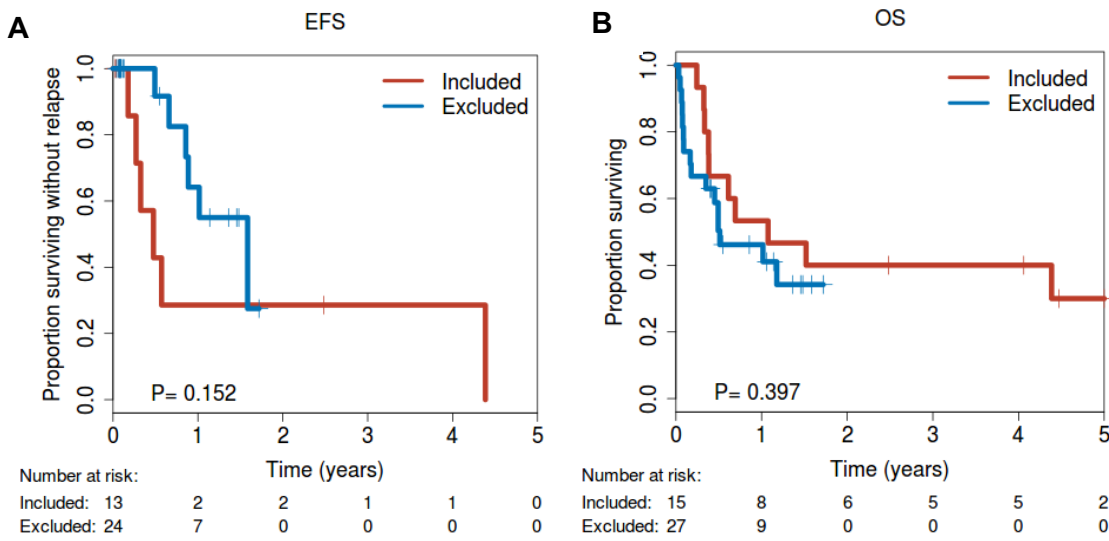 A
EFS
Proportion surviving without relapse
1.0
0.8
0.6
0.4
0.2
0.0
Included
Excluded
P= 0.152
0 1 2 3 4 5
Time (years)
Number at risk:
Included: 13 2 2 1 1 0
Excluded: 24 7 0 0 0 0
B
OS
Proportion surviving
1.0
0.8
0.6
0.4
0.2
0.0
Included
Excluded
P= 0.397
0 1 2 3 4 5
Time (years)
Number at risk:
Included: 15 8 6 5 5 2
Excluded: 27 9 0 0 0 0